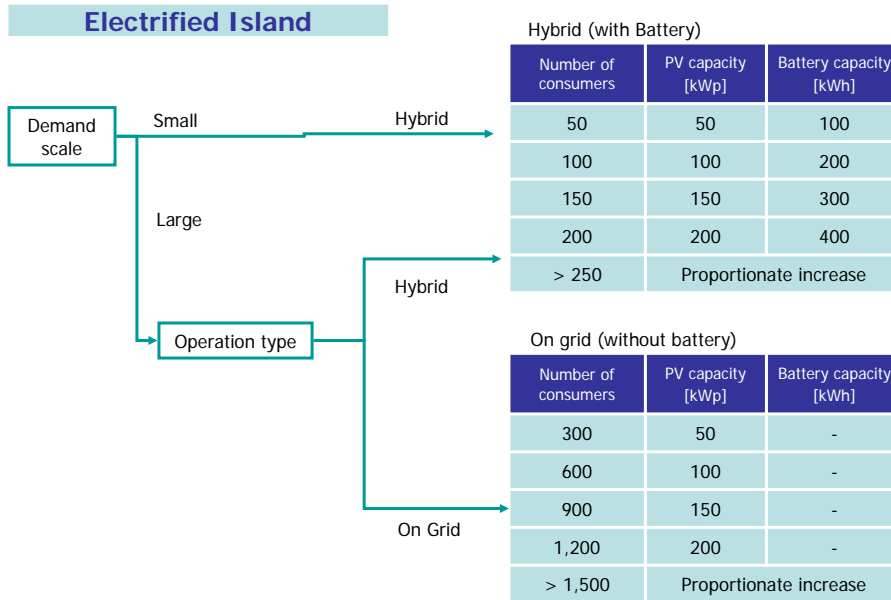 Electrified Island
Demand
scale
Small
Hybrid
Large
Operation type
Hybrid
On Grid
Hybrid (with Battery)
Number of consumers PV capacity [kWp] Battery capacity [kWh]
50 50 100
100 100 200
150 150 300
200 200 400
> 250 Proportionate increase
On grid (without battery)
Number of consumers PV capacity [kWp] Battery capacity [kWh]
300 50 -
600 100 -
900 150 -
1,200 200 -
> 1,500 Proportionate increase